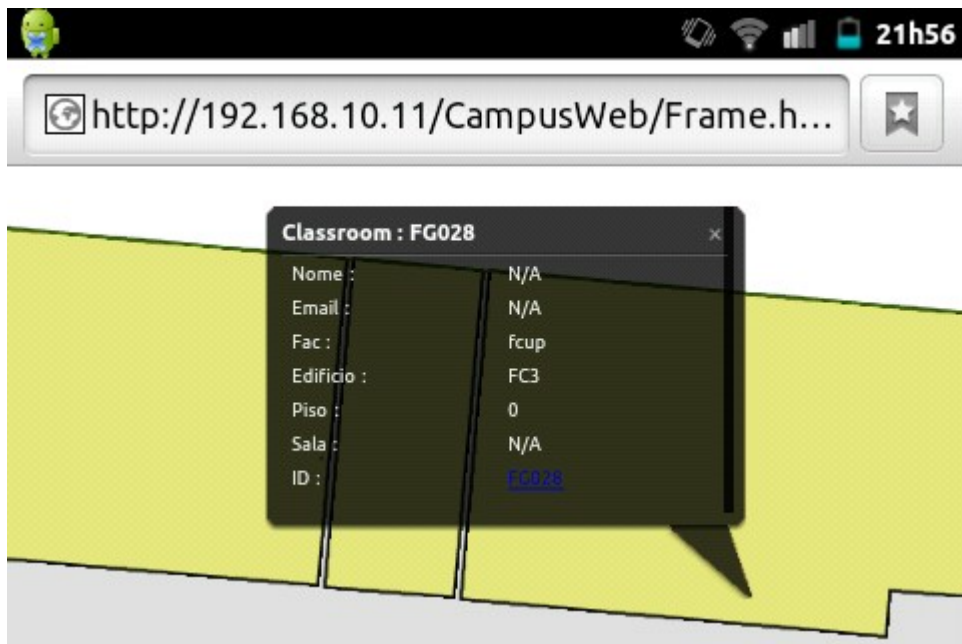 21h56
http://192.168.10.11/CampusWeb/Frame.h...
Classroom : FG028 ×
Nome : N/A
Email : N/A
Fac : fcup
Edificio : FC3
Piso : 0
Sala : N/A
ID : FG028